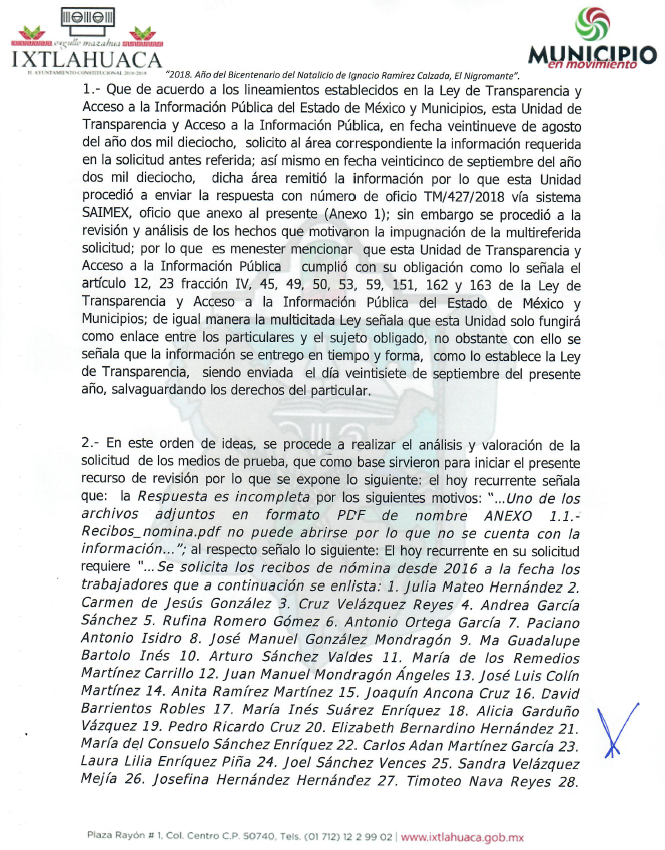 orgullo mazahua
IXTLAHUACA
H. AYUNTAMIENTO CONSTITUCIONAL 2016-2018
MUNICIPIO
en movimiento
“2018. Año del Bicentenario del Natalicio de Ignacio Ramírez Calzada, El Nigromante”.
1.- Que de acuerdo a los lineamientos establecidos en la Ley de Transparencia y
Acceso a la Información Pública del Estado de México y Municipios, esta Unidad de
Transparencia y Acceso a la Información Pública, en fecha veintinueve de agosto
del año dos mil dieciocho, solicito al área correspondiente la información requerida
en la solicitud antes referida; así mismo en fecha veinticinco de septiembre del año
dos mil dieciocho, dicha área remitió la información por lo que esta Unidad
procedió a enviar la respuesta con número de oficio TM/427/2018 vía sistema
SAIMEX, oficio que anexo al presente (Anexo 1); sin embargo se procedió a la
revisión y análisis de los hechos que motivaron la impugnación de la multireferida
solicitud; por lo que es menester mencionar que esta Unidad de Transparencia y
Acceso a la Información Pública cumplió con su obligación como lo señala el
artículo 12, 23 fracción IV, 45, 49, 50, 53, 59, 151, 162 y 163 de la Ley de
Transparencia y Acceso a la Información Pública del Estado de México y
Municipios; de igual manera la multicitada Ley señala que esta Unidad solo fungirá
como enlace entre los particulares y el sujeto obligado, no obstante con ello se
señala que la información se entrego en tiempo y forma, como lo establece la Ley
de Transparencia, siendo enviada el día veintisiete de septiembre del presente
año, salvaguardando los derechos del particular.
2.- En este orden de ideas, se procede a realizar el análisis y valoración de la
solicitud de los medios de prueba, que como base sirvieron para iniciar el presente
recurso de revisión por lo que se expone lo siguiente: el hoy recurrente señala
que: la Respuesta es incompleta por los siguientes motivos: “...Uno de los
archivos adjuntos en formato PDF de nombre ANEXO 1.1.-
Recibos_nomina.pdf no puede abrirse por lo que no se cuenta con la
información...”; al respecto señalo lo siguiente: El hoy recurrente en su solicitud
requiere "...Se solicita los recibos de nómina desde 2016 a la fecha los
trabajadores que a continuación se enlista: 1. Julia Mateo Hernández 2.
Carmen de Jesús González 3. Cruz Velázquez Reyes 4. Andrea García
Sánchez 5. Rufina Romero Gómez 6. Antonio Ortega García 7. Paciano
Antonio Isidro 8. José Manuel González Mondragón 9. Ma Guadalupe
Bartolo Inés 10. Arturo Sánchez Valdes 11. María de los Remedios
Martínez Carrillo 12. Juan Manuel Mondragón Ángeles 13. José Luis Colín
Martínez 14. Anita Ramírez Martínez 15. Joaquín Ancona Cruz 16. David
Barrientos Robles 17. María Inés Suárez Enríquez 18. Alicia Garduño
Vázquez 19. Pedro Ricardo Cruz 20. Elizabeth Bernardino Hernández 21.
María del Consuelo Sánchez Enríquez 22. Carlos Adan Martínez García 23.
Laura Lilia Enríquez Piña 24. Joel Sánchez Vences 25. Sandra Velázquez
Mejía 26. Josefina Hernández Hernández 27. Timoteo Nava Reyes 28.
Plaza Rayón # 1, Col. Centro C.P. 50740, Tels. (01 712) 12 2 99 02 | www.ixtlahuaca.gob.mx